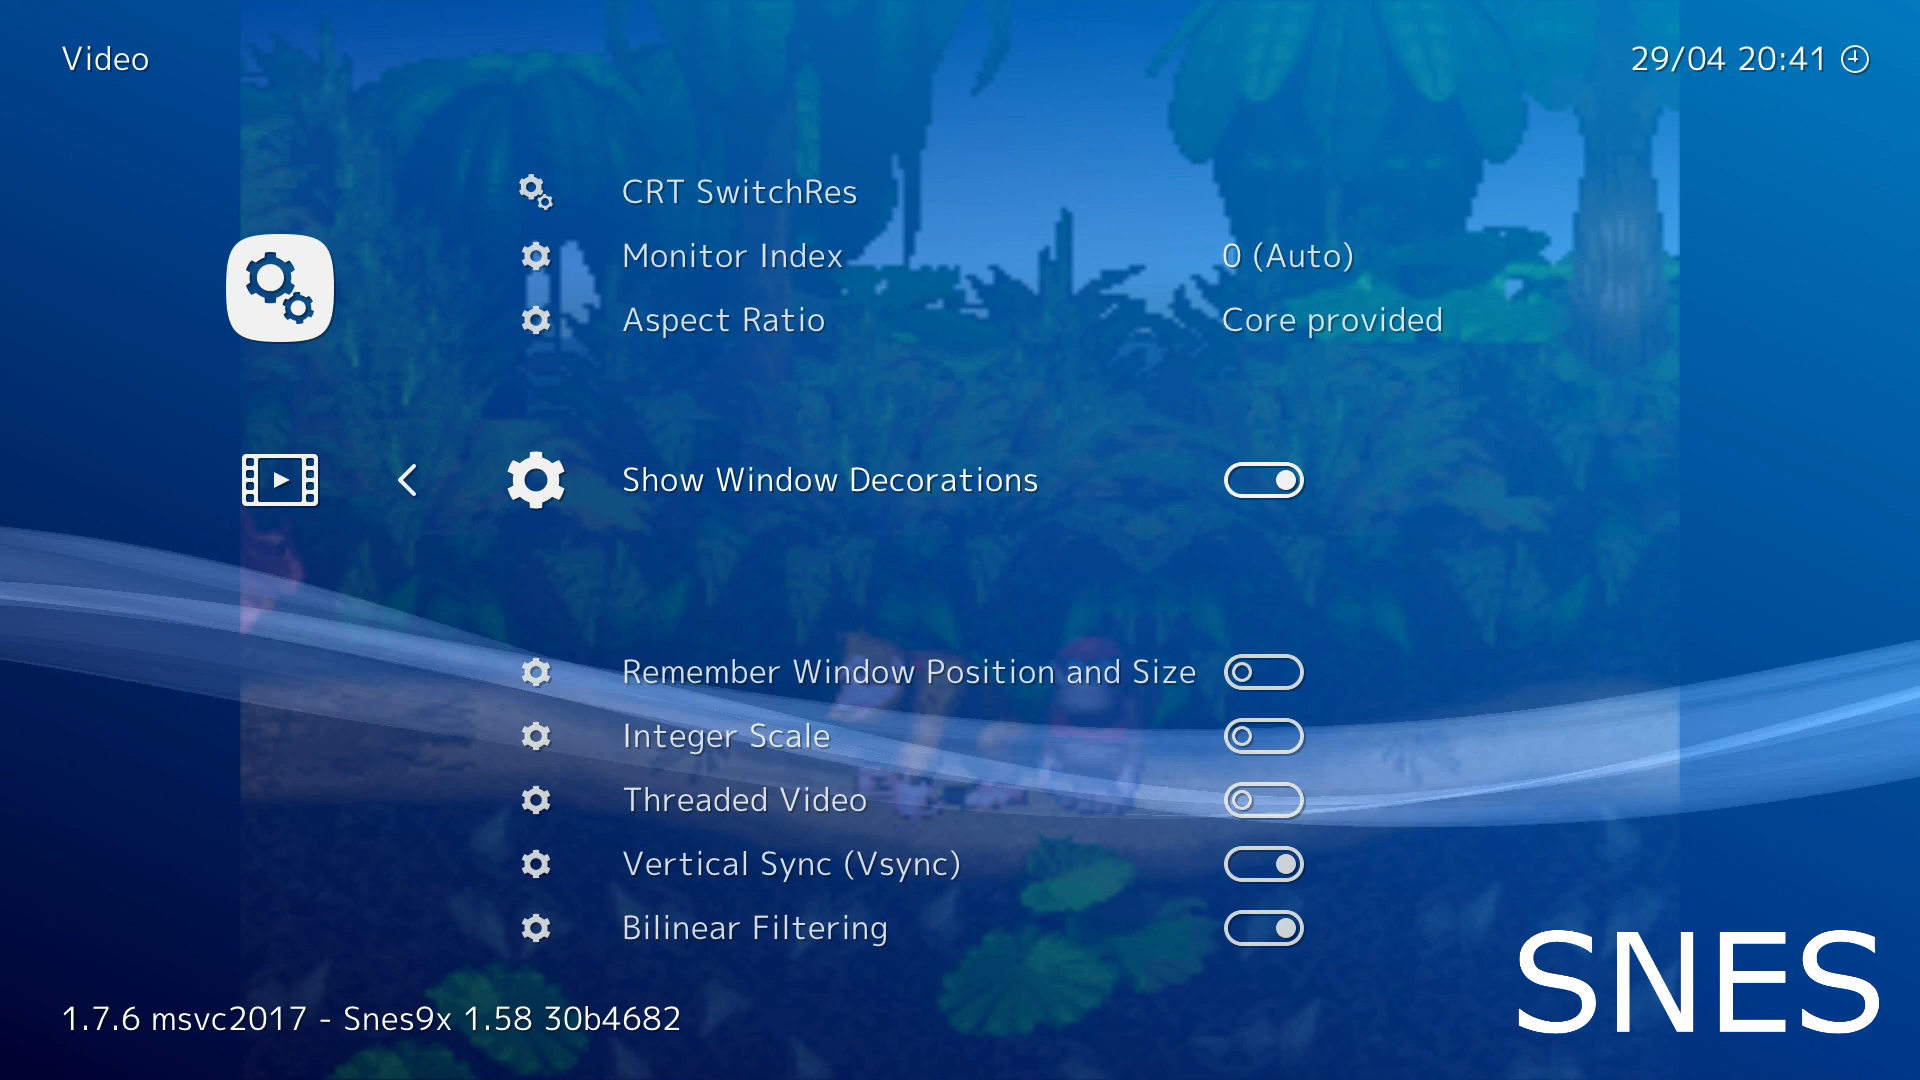 Video
29/04 20:41
CRT SwitchRes
Monitor Index 0 (Auto)
Aspect Ratio Core provided
Show Window Decorations
Remember Window Position and Size
Integer Scale
Threaded Video
Vertical Sync (Vsync)
Bilinear Filtering
SNES
1.7.6 msvc2017 - Snes9x 1.58 30b4682